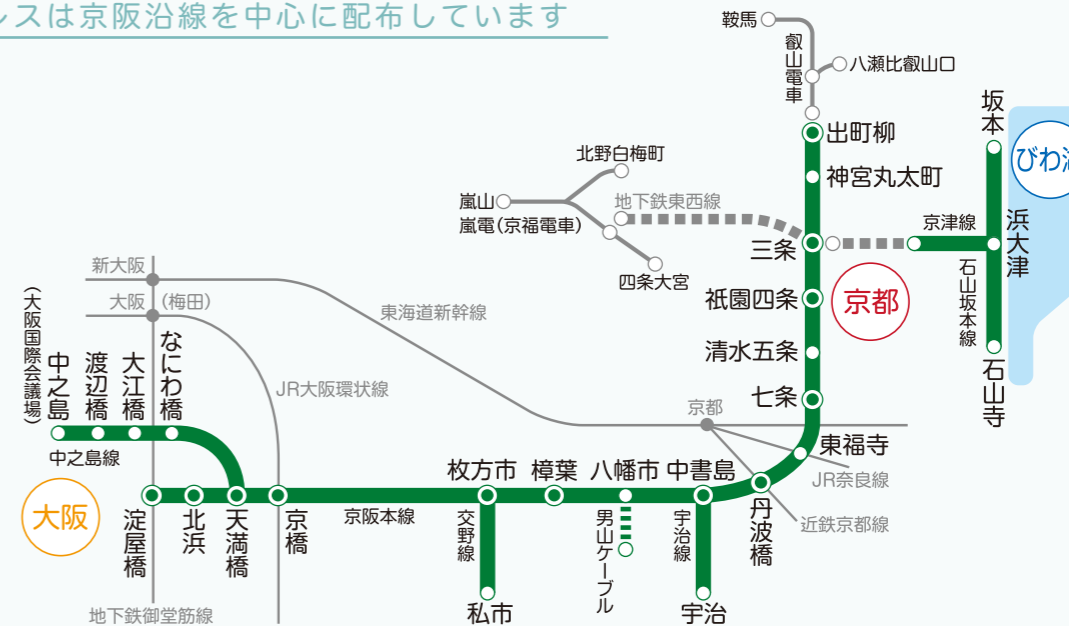 レスは京阪沿線を中心に配布しています
鞍馬
叡山電車
八瀬比叡山口
出町柳
神宮丸太町
坂本
びわ
浜大津
京津線
石山坂本線
石山寺
北野白梅町
嵐山
嵐電（京福電車）
地下鉄東西線
四条大宮
三条
祇園四条
京都
清水五条
七条
東福寺
新大阪
大阪
（梅田）
東海道新幹線
JR大阪環状線
京都
JR奈良線
近鉄京都線
（大阪国際会議場）
中之島
渡辺橋
大江橋
なにわ橋
中之島線
大阪
淀屋橋
北浜
天満橋
京橋
京阪本線
枚方市
樟葉
八幡市
中書島
丹波橋
交野線
男山ケーブル
宇治線
私市
宇治
地下鉄御堂筋線